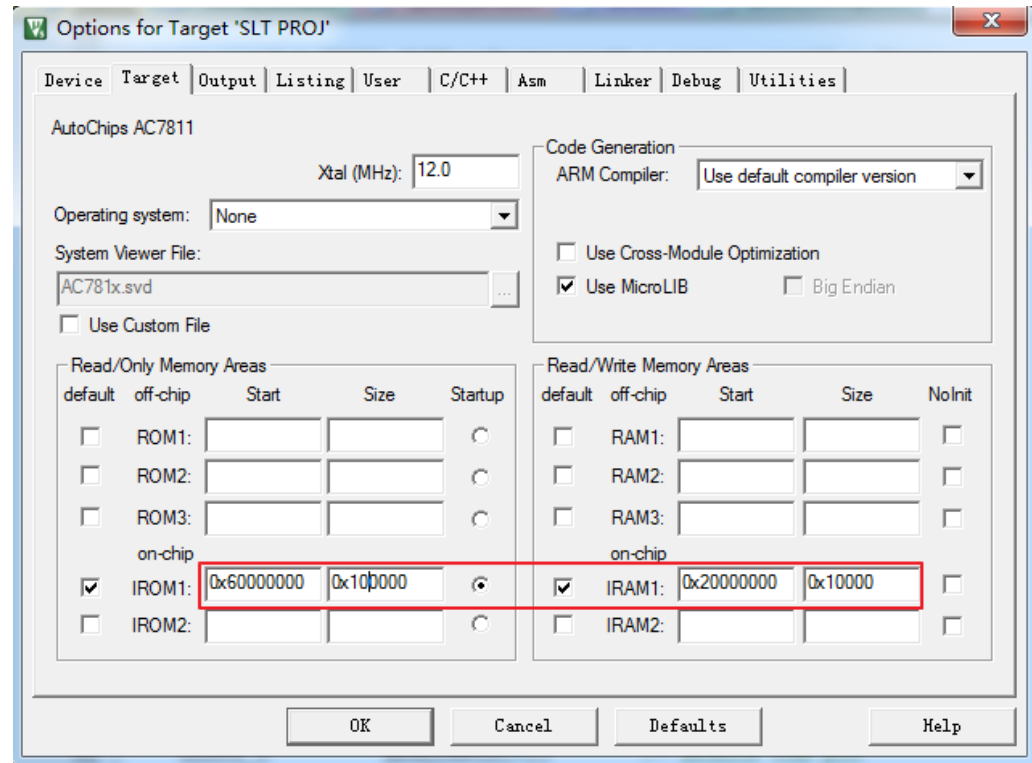 Options for Target 'SLT PROJ'
Device Target Output Listing User C/C++ Asm Linker Debug Utilities
AutoChips AC7811
Xtal (MHz): 12.0
Operating system: None
System Viewer File:
AC781x.svd
...
Use Custom File
Code Generation
ARM Compiler: Use default compiler version
Use Cross-Module Optimization
Use MicroLIB Big Endian
Read/Only Memory Areas
default off-chip Start Size Startup
ROM1:
ROM2:
ROM3:
on-chip
IROM1: 0x60000000 0x100000
IROM2:
Read/Write Memory Areas
default off-chip Start Size NoInit
RAM1:
RAM2:
RAM3:
on-chip
IRAM1: 0x20000000 0x10000
IRAM2:
OK Cancel Defaults Help